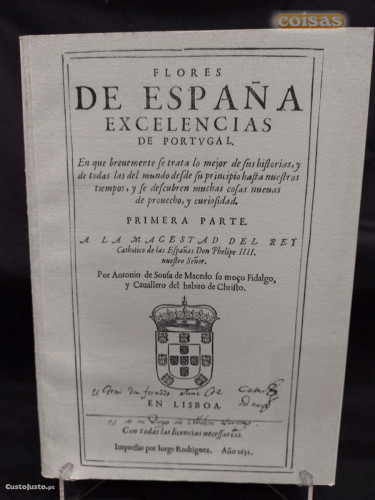 coisas
FLORES
DE ESPAÑA
EXCELENCIAS
DE PORTVGAL.
En que breuemente se trata lo mejor de sus historias, y
de todas las del mundo desde su principio hasta nuestros
tiempos, y se descubren muchas cosas nueuas
de prouecho, y curiosidad.
PRIMERA PARTE.
A LA MAGESTAD DEL REY
Catholico de las Españas Don Phelipe IIII.
nuestro Señor.
Por Antonio de Sousa de Macedo su moço Fidalgo,
y Cauallero del habito de Christo.
EN LISBOA.
Con todas las licencias necessarias.
Impressas por Iorge Rodriguez. Año 1631.
CustoJusto.pt